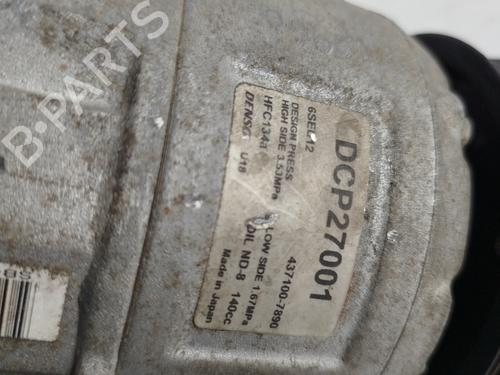 DCP27001
6SEL12 437100-7890
DESIGN PRESS
HIGH SIDE 3.53MPa LOW SIDE 1.67MPa
HFC134a OIL ND-8 140cc
DENSO U18 Made in Japan
B-PARTS